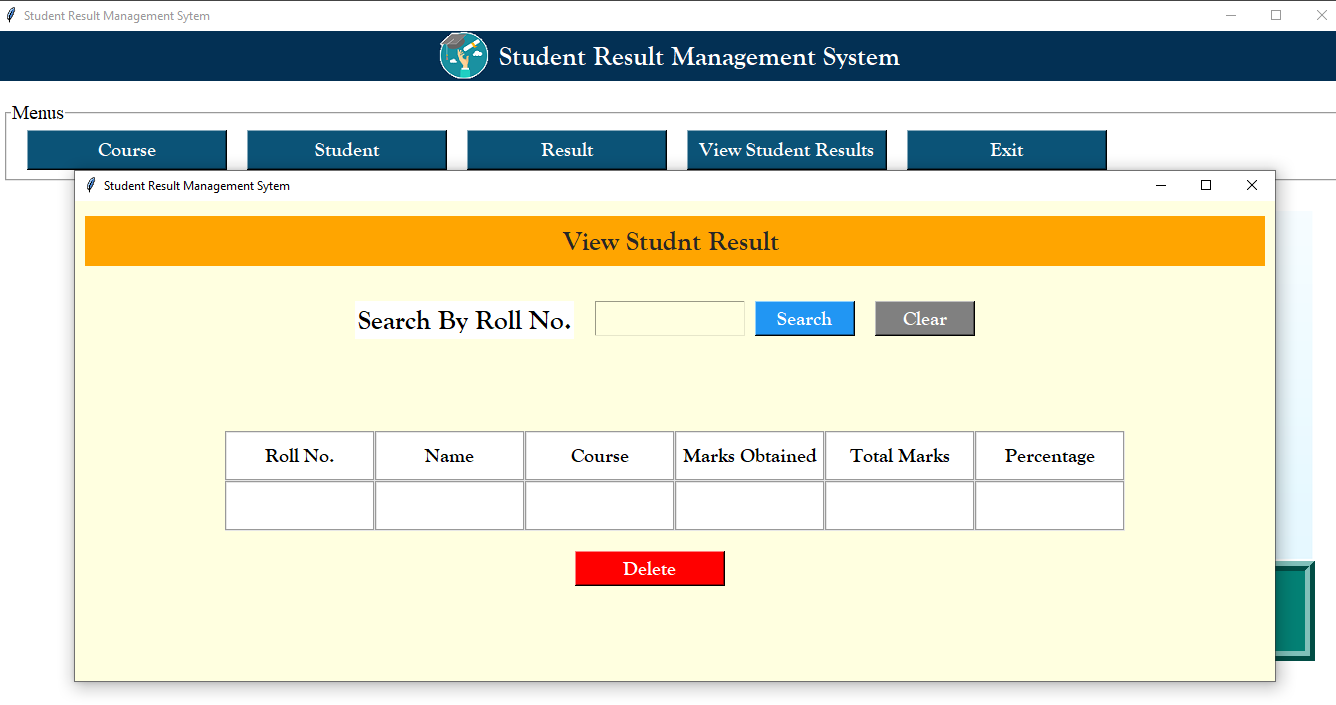 Student Result Management Sytem
Student Result Management System
Menus
Course Student Result View Student Results Exit
Student Result Management Sytem
View Studnt Result
Search By Roll No. Search Clear
Roll No. Name Course Marks Obtained Total Marks Percentage
Delete